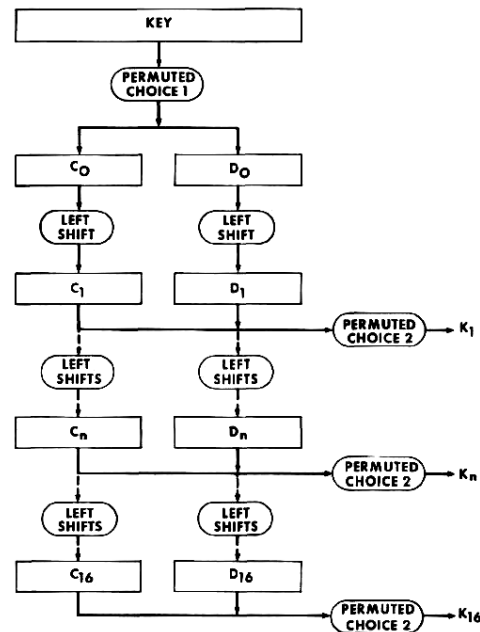 KEY
PERMUTED
CHOICE 1
C0 D0
LEFT SHIFT LEFT SHIFT
C1 D1
PERMUTED
CHOICE 2
K1
LEFT SHIFTS LEFT SHIFTS
Cn Dn
PERMUTED
CHOICE 2
Kn
LEFT SHIFTS LEFT SHIFTS
C16 D16
PERMUTED
CHOICE 2
K16